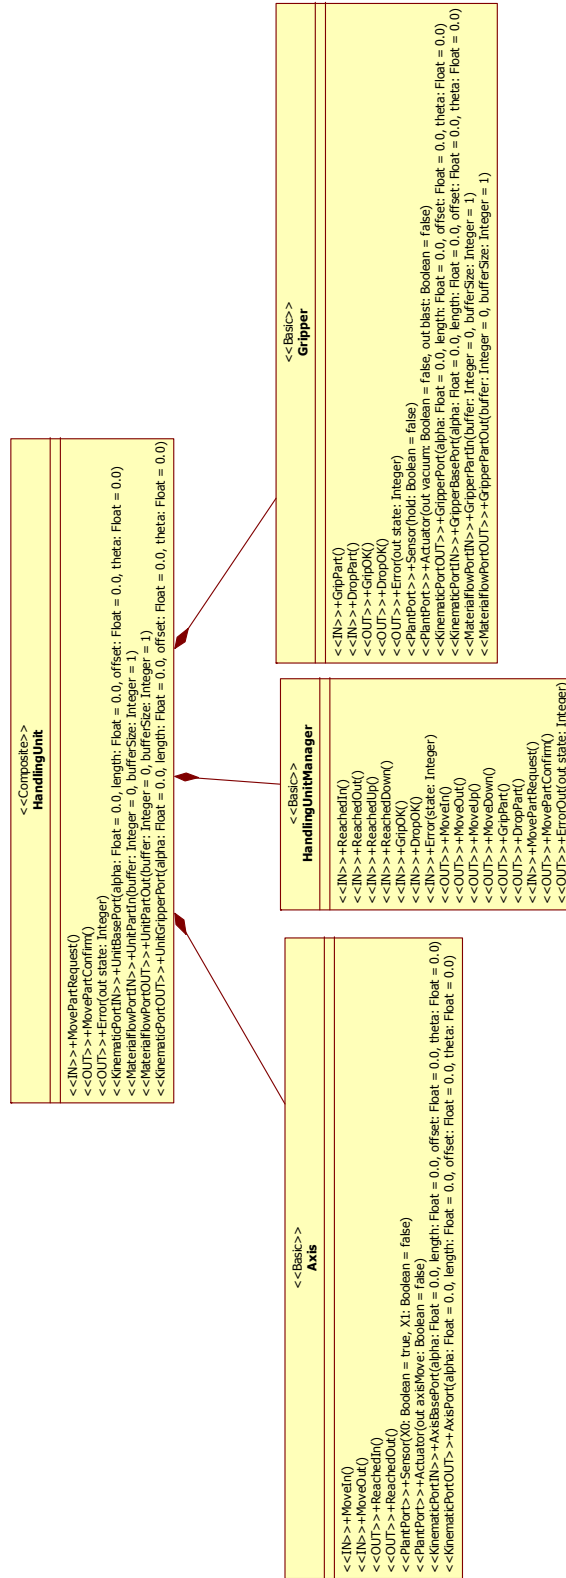 <<Composite>>
HandlingUnit
<<IN>>+MovePartRequest()
<<OUT>>+MovePartConfirm()
<<OUT>>+Error(out state: Integer)
<<KinematicPortIN>>+UnitBasePort(alpha: Float = 0.0, length: Float = 0.0, offset: Float = 0.0, theta: Float = 0.0)
<<MaterialflowPortIN>>+UnitPartIn(buffer: Integer = 0, bufferSize: Integer = 1)
<<MaterialflowPortOUT>>+UnitPartOut(buffer: Integer = 0, bufferSize: Integer = 1)
<<KinematicPortOUT>>+UnitGripperPort(alpha: Float = 0.0, length: Float = 0.0, offset: Float = 0.0, theta: Float = 0.0)
<<Basic>>
Axis
<<IN>>+MoveIn()
<<IN>>+MoveOut()
<<OUT>>+ReachedIn()
<<OUT>>+ReachedOut()
<<PlantPort>>+Sensor(X0: Boolean = true, X1: Boolean = false)
<<PlantPort>>+Actuator(out axisMove: Boolean = false)
<<KinematicPortIN>>+AxisBasePort(alpha: Float = 0.0, length: Float = 0.0, offset: Float = 0.0, theta: Float = 0.0)
<<KinematicPortOUT>>+AxisPort(alpha: Float = 0.0, length: Float = 0.0, offset: Float = 0.0, theta: Float = 0.0)
<<Basic>>
HandlingUnitManager
<<IN>>+ReachedIn()
<<IN>>+ReachedOut()
<<IN>>+ReachedUp()
<<IN>>+ReachedDown()
<<IN>>+GripOK()
<<IN>>+DropOK()
<<IN>>+Error(state: Integer)
<<OUT>>+MoveIn()
<<OUT>>+MoveOut()
<<OUT>>+MoveUp()
<<OUT>>+MoveDown()
<<OUT>>+GripPart()
<<OUT>>+DropPart()
<<IN>>+MovePartRequest()
<<OUT>>+MovePartConfirm()
<<OUT>>+ErrorOut(out state: Integer)
<<Basic>>
Gripper
<<IN>>+GripPart()
<<IN>>+DropPart()
<<OUT>>+GripOK()
<<OUT>>+DropOK()
<<OUT>>+Error(out state: Integer)
<<PlantPort>>+Sensor(hold: Boolean = false)
<<PlantPort>>+Actuator(out vacuum: Boolean = false, out blast: Boolean = false)
<<KinematicPortOUT>>+GripperPort(alpha: Float = 0.0, length: Float = 0.0, offset: Float = 0.0, theta: Float = 0.0)
<<KinematicPortIN>>+GripperBasePort(alpha: Float = 0.0, length: Float = 0.0, offset: Float = 0.0, theta: Float = 0.0)
<<MaterialflowPortIN>>+GripperPartIn(buffer: Integer = 0, bufferSize: Integer = 1)
<<MaterialflowPortOUT>>+GripperPartOut(buffer: Integer = 0, bufferSize: Integer = 1)